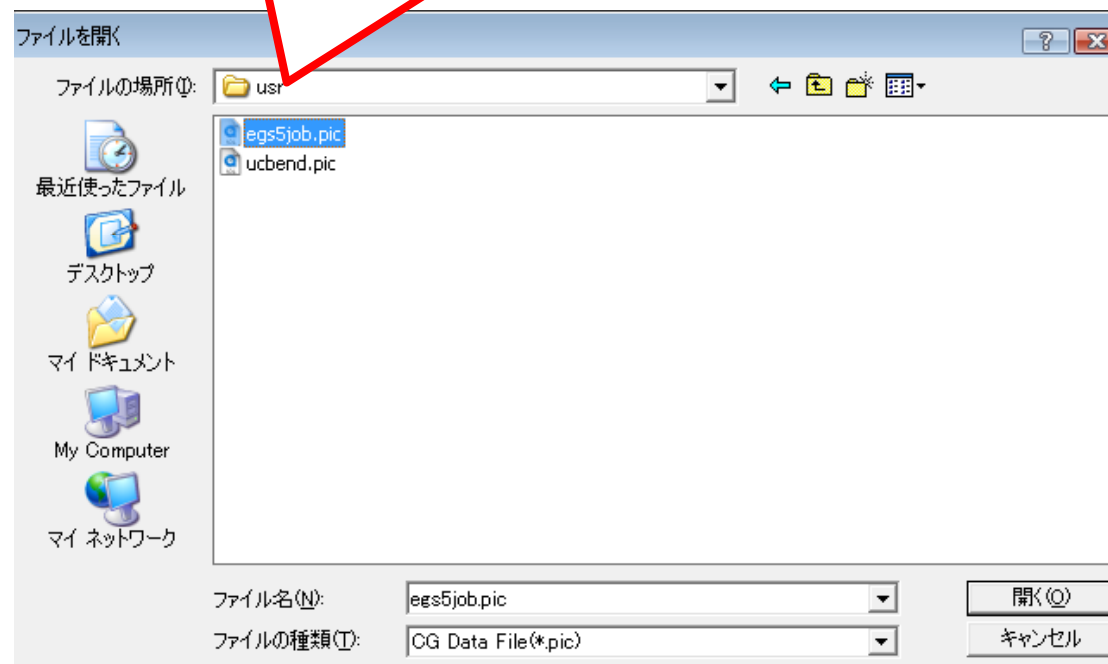 ファイルを開く
ファイルの場所(I):
usr
最近使ったファイル
デスクトップ
マイ ドキュメント
My Computer
マイ ネットワーク
egs5job.pic
ucbend.pic
ファイル名(N):
egs5job.pic
開く(O)
ファイルの種類(T):
CG Data File(*.pic)
キャンセル